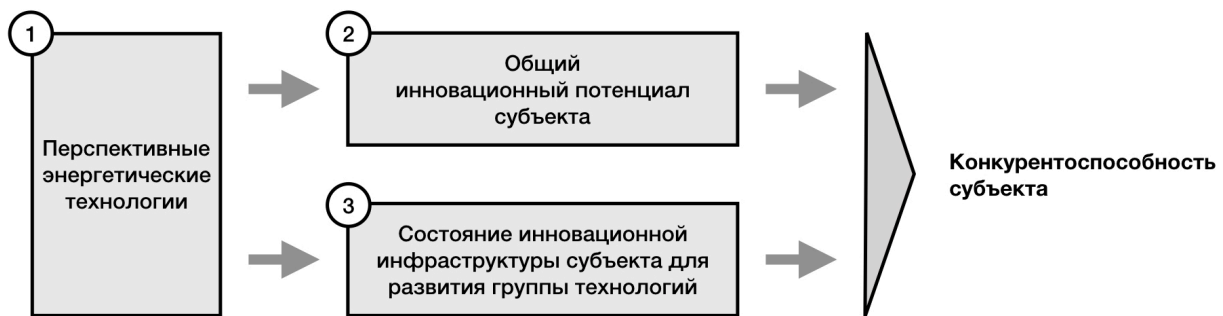 1
Перспективные
энергетические
технологии
2
Общий
инновационный потенциал
субъекта
3
Состояние инновационной
инфраструктуры субъекта для
развития группы технологий
Конкурентоспособность
субъекта